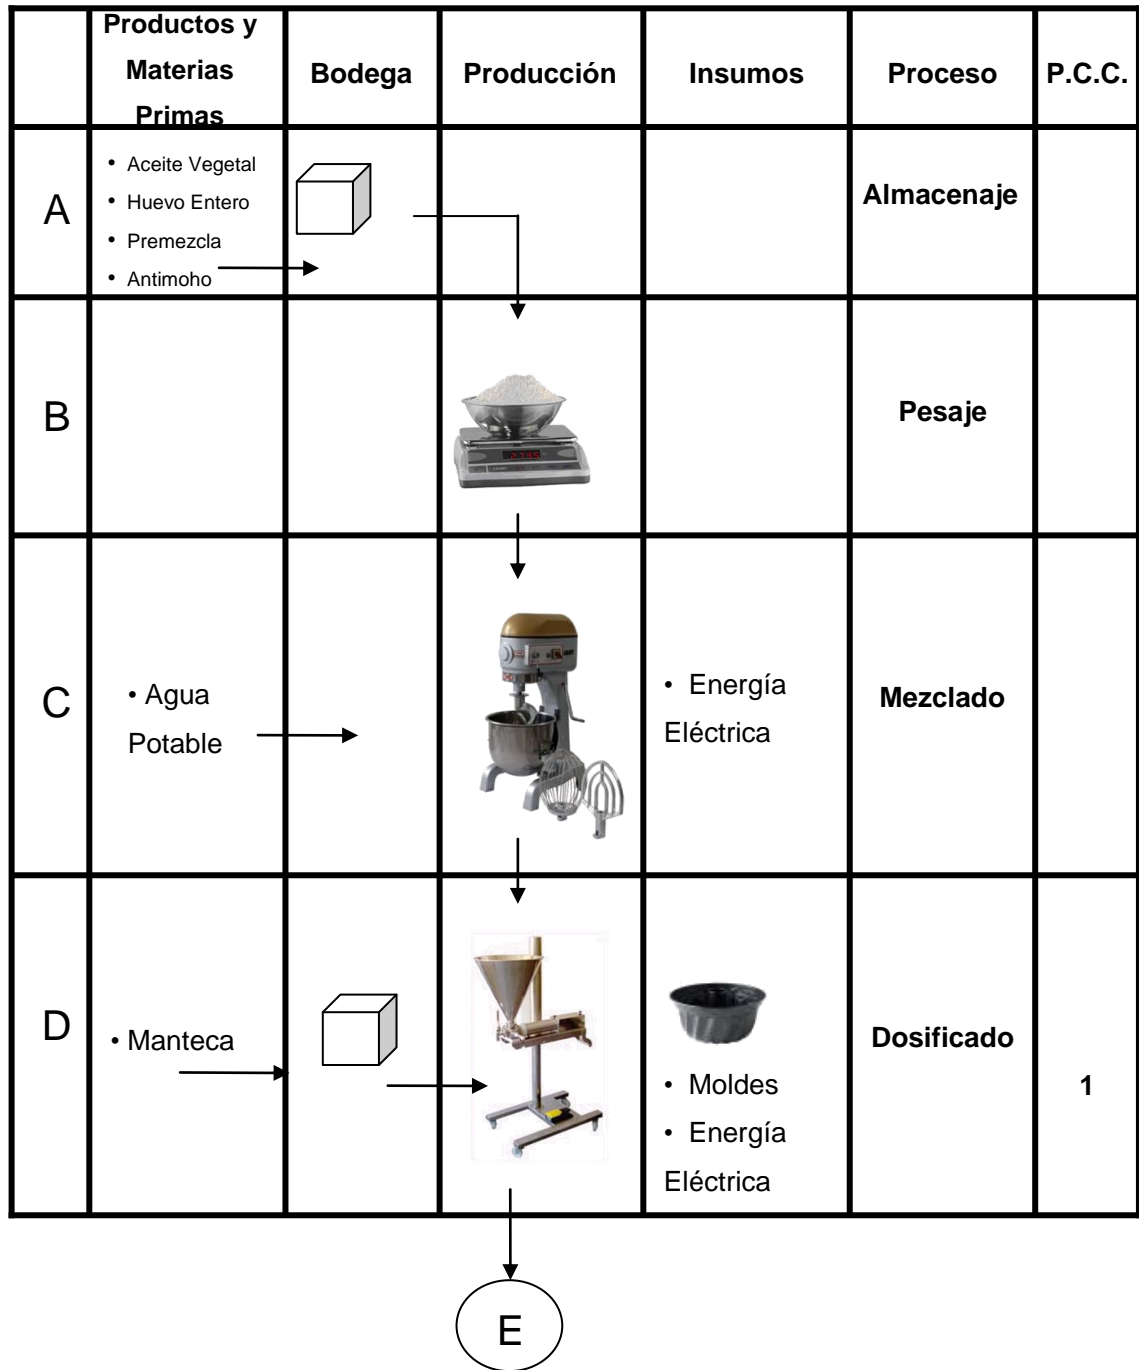 Productos y
Materias
Primas
Bodega
Producción
Insumos
Proceso
P.C.C.
A
• Aceite Vegetal
• Huevo Entero
• Premezcla
• Antimoho
Almacenaje
B
Pesaje
C
• Agua
Potable
• Energía
Eléctrica
Mezclado
D
• Manteca
• Moldes
• Energía
Eléctrica
Dosificado
1
E